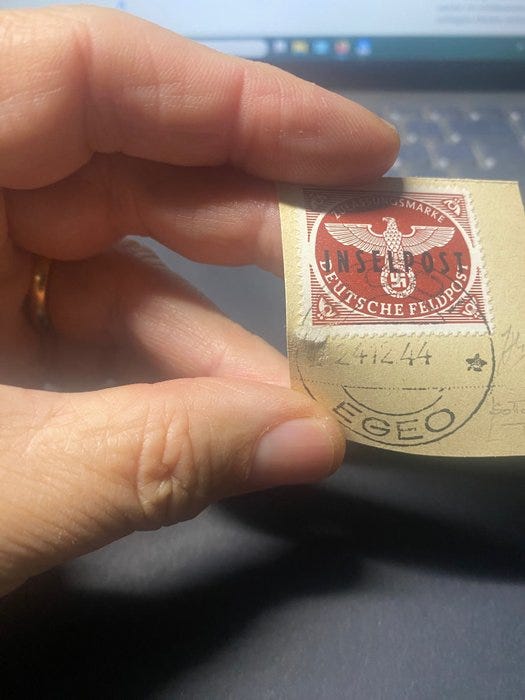 ZULASSUNGSMARKE
INSELPOST
DEUTSCHE FELDPOST
24 12 44
EGEO